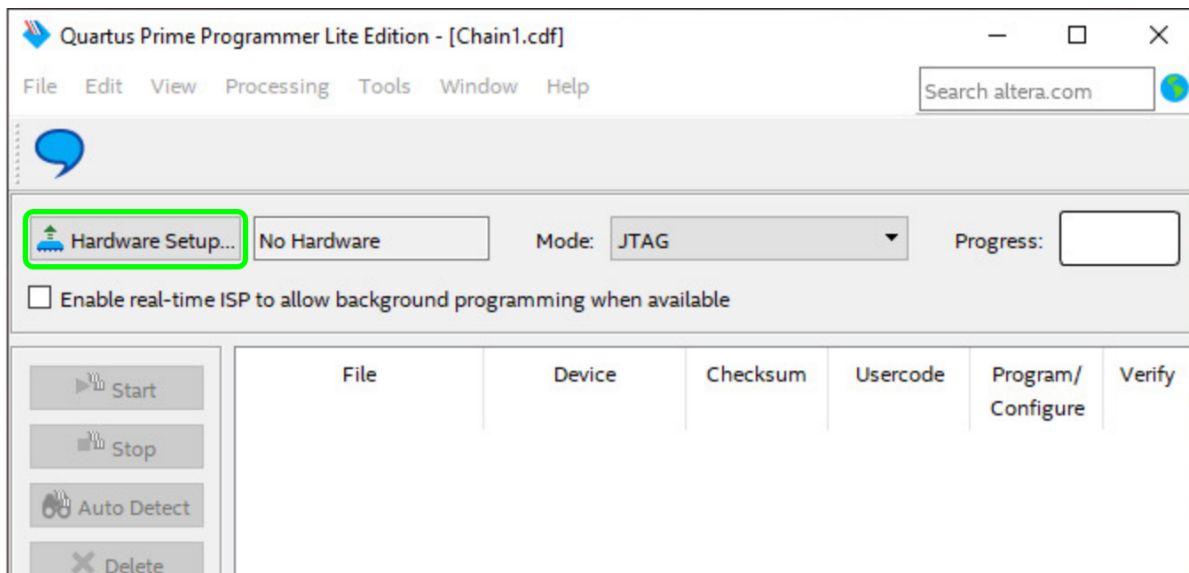 Quartus Prime Programmer Lite Edition - [Chain1.cdf]
File Edit View Processing Tools Window Help
Search altera.com
Hardware Setup... No Hardware Mode: JTAG Progress:
Enable real-time ISP to allow background programming when available
File Device Checksum Usercode Program/ Verify
Configure
Start
Stop
Auto Detect
Delete